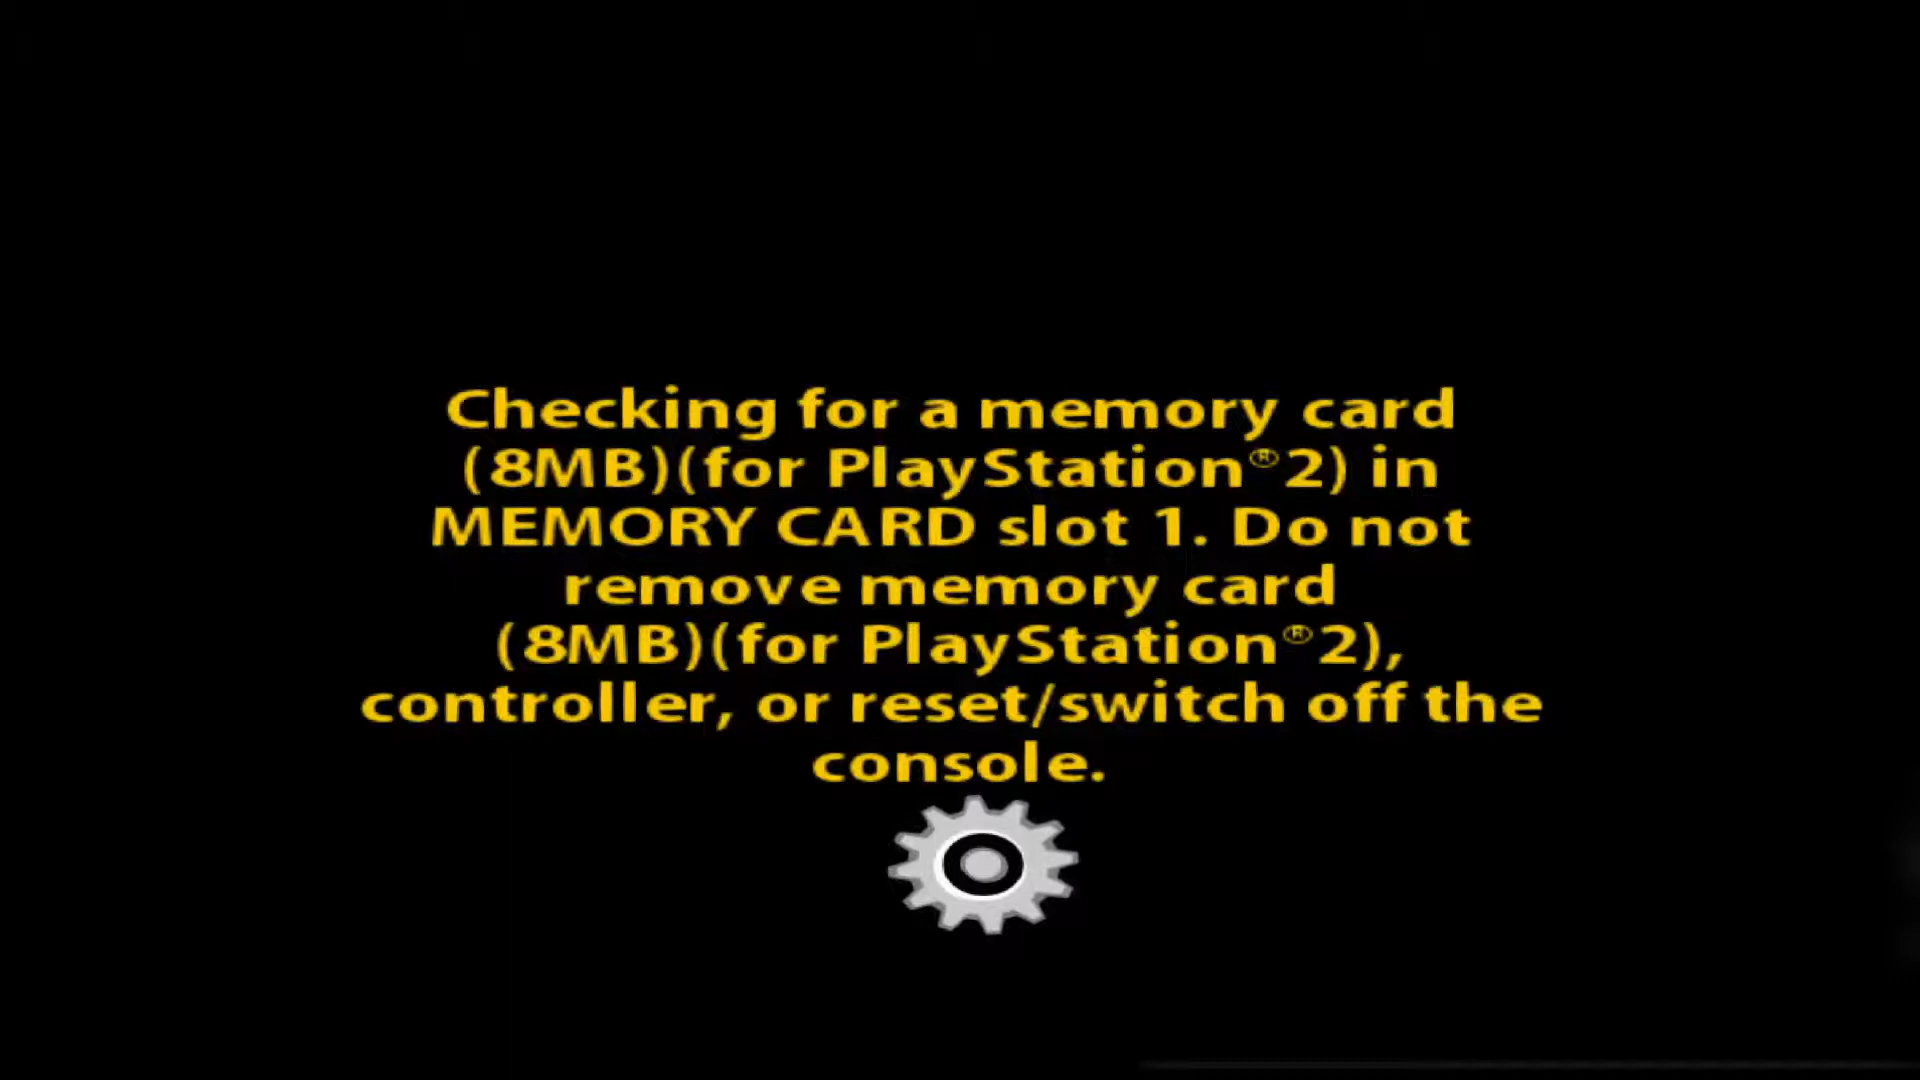 Checking for a memory card
(8MB)(for PlayStation®2) in
MEMORY CARD slot 1. Do not
remove memory card
(8MB)(for PlayStation®2),
controller, or reset/switch off the
console.